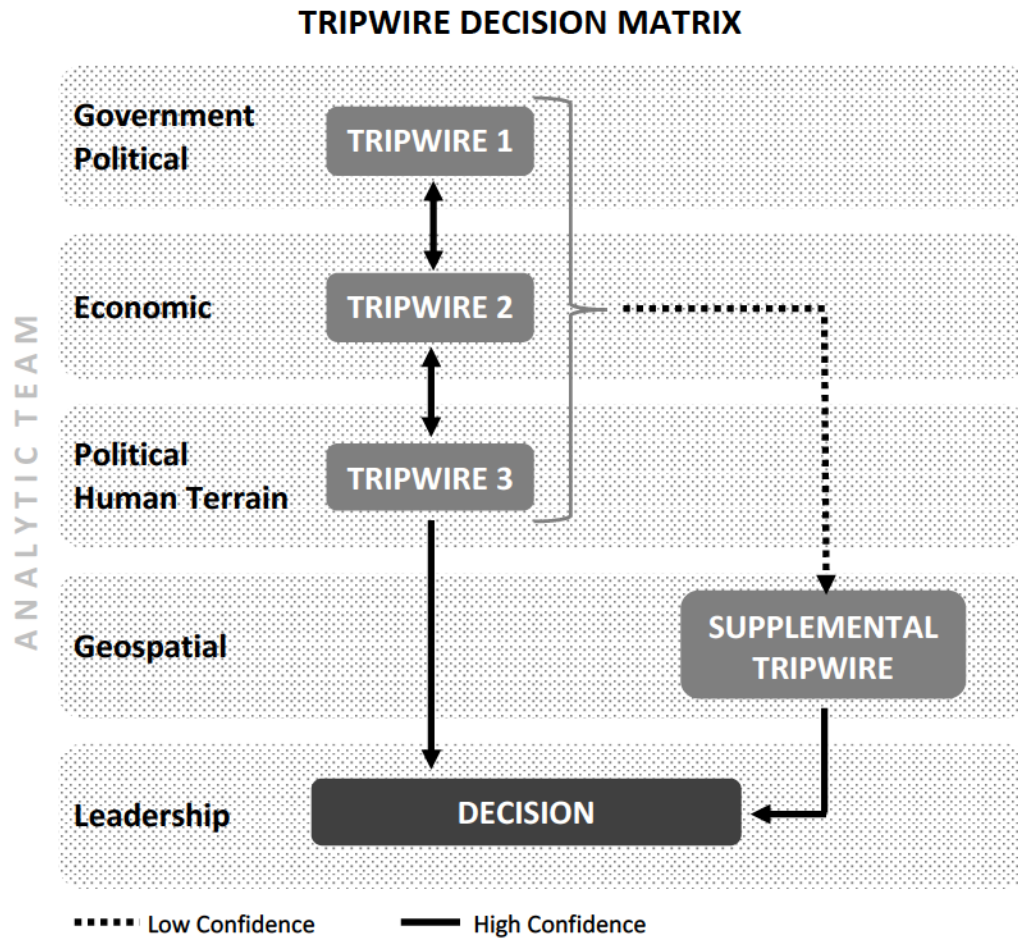 TRIPWIRE DECISION MATRIX
Government
Political
TRIPWIRE 1
Economic
TRIPWIRE 2
Political
Human Terrain
TRIPWIRE 3
ANALYTIC TEAM
Geospatial
SUPPLEMENTAL
TRIPWIRE
Leadership
DECISION
Low Confidence
High Confidence